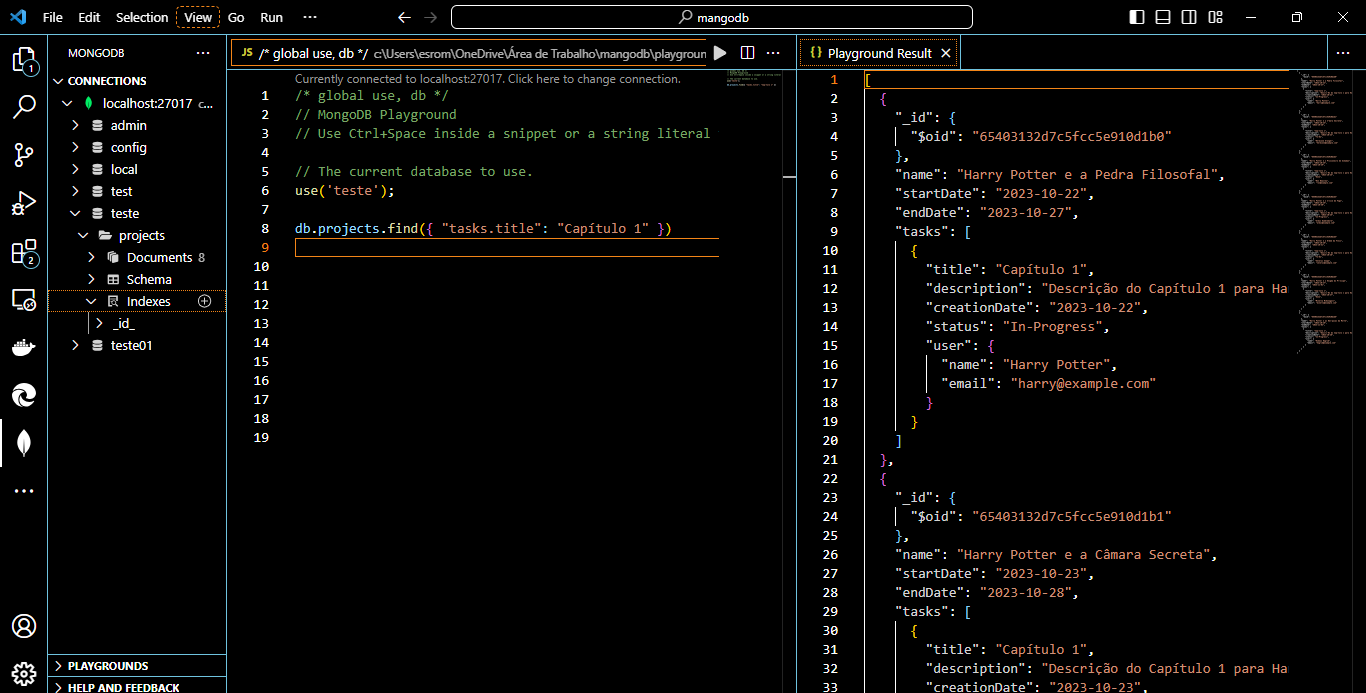 File Edit Selection View Go Run ··· mangodb
MONGODB ···
CONNECTIONS
localhost:27017 c...
admin
config
local
test
teste
projects
Documents 8
Schema
Indexes
_id_
teste01
PLAYGROUNDS
HELP AND FEEDBACK
1
2
JS /* global use, db */ c:\Users\esrom\OneDrive\Área de Trabalho\mangodb\playgroun
Currently connected to localhost:27017. Click here to change connection.
1 /* global use, db */
2 // MongoDB Playground
3 // Use Ctrl+Space inside a snippet or a string literal
4
5 // The current database to use.
6 use('teste');
7
8 db.projects.find({ "tasks.title": "Capítulo 1" })
9
10
11
12
13
14
15
16
17
18
19
{} Playground Result
1 [
2 {
3 "_id": {
4 "$oid": "65403132d7c5fcc5e910d1b0"
5 },
6 "name": "Harry Potter e a Pedra Filosofal",
7 "startDate": "2023-10-22",
8 "endDate": "2023-10-27",
9 "tasks": [
10 {
11 "title": "Capítulo 1",
12 "description": "Descrição do Capítulo 1 para Ha
13 "creationDate": "2023-10-22",
14 "status": "In-Progress",
15 "user": {
16 "name": "Harry Potter",
17 "email": "harry@example.com"
18 }
19 }
20 ]
21 },
22 {
23 "_id": {
24 "$oid": "65403132d7c5fcc5e910d1b1"
25 },
26 "name": "Harry Potter e a Câmara Secreta",
27 "startDate": "2023-10-23",
28 "endDate": "2023-10-28",
29 "tasks": [
30 {
31 "title": "Capítulo 1",
32 "description": "Descrição do Capítulo 1 para Ha
33 "creationDate": "2023-10-23",